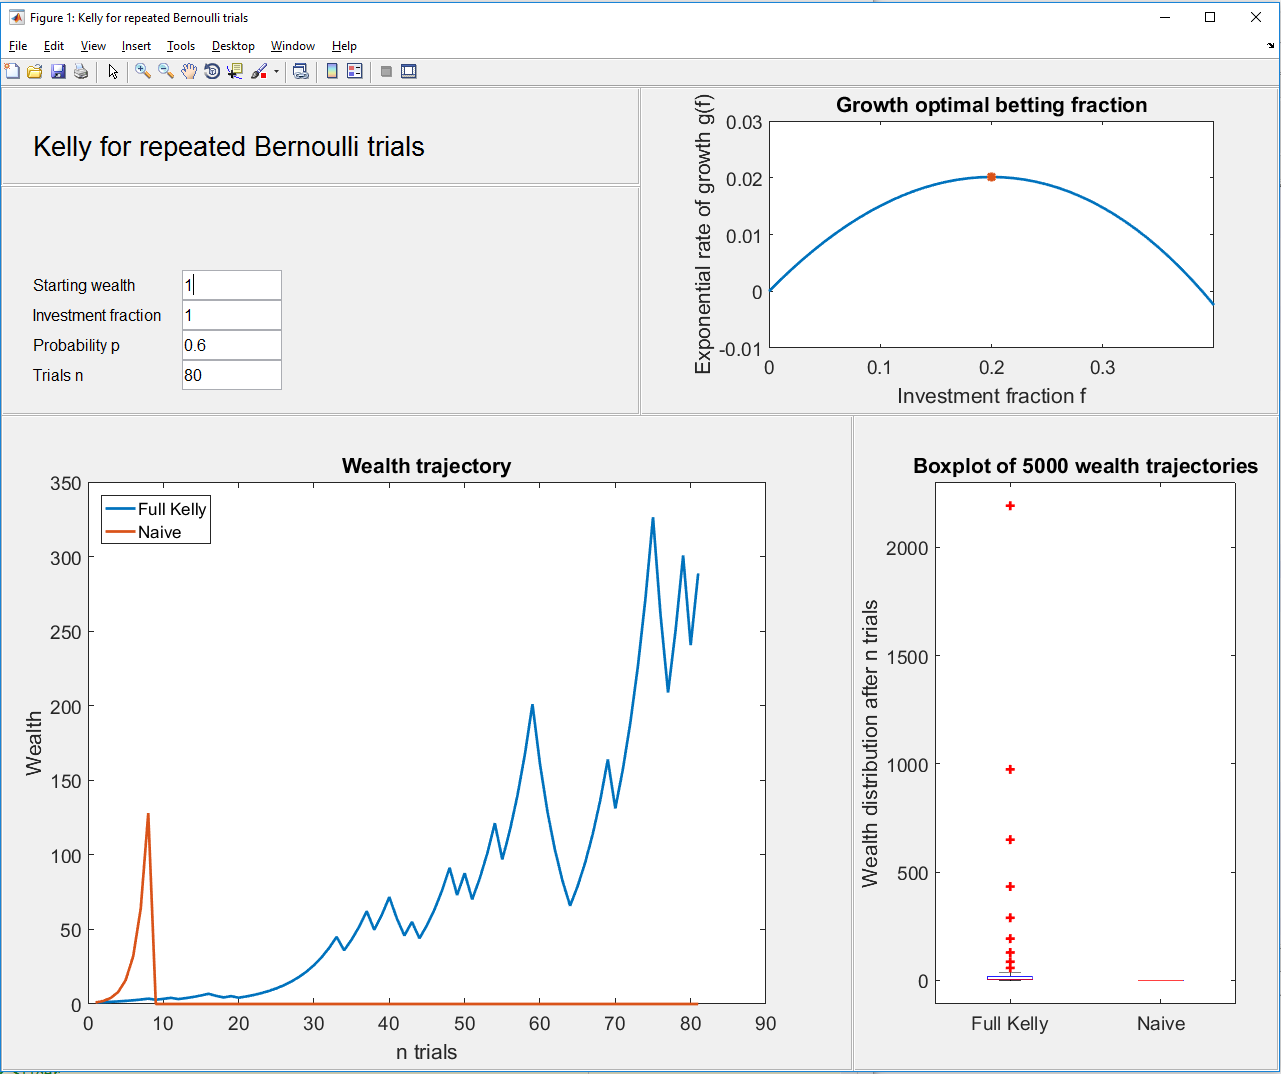 Figure 1: Kelly for repeated Bernoulli trials
File Edit View Insert Tools Desktop Window Help
Kelly for repeated Bernoulli trials
Starting wealth 1
Investment fraction 1
Probability p 0.6
Trials n 80
Growth optimal betting fraction
Exponential rate of growth g(f)
0.03
0.02
0.01
0
-0.01
0 0.1 0.2 0.3
Investment fraction f
Wealth trajectory
Full Kelly
Naive
Wealth
350
300
250
200
150
100
50
0
0 10 20 30 40 50 60 70 80 90
n trials
Boxplot of 5000 wealth trajectories
Wealth distribution after n trials
2000
1500
1000
500
0
Full Kelly Naive